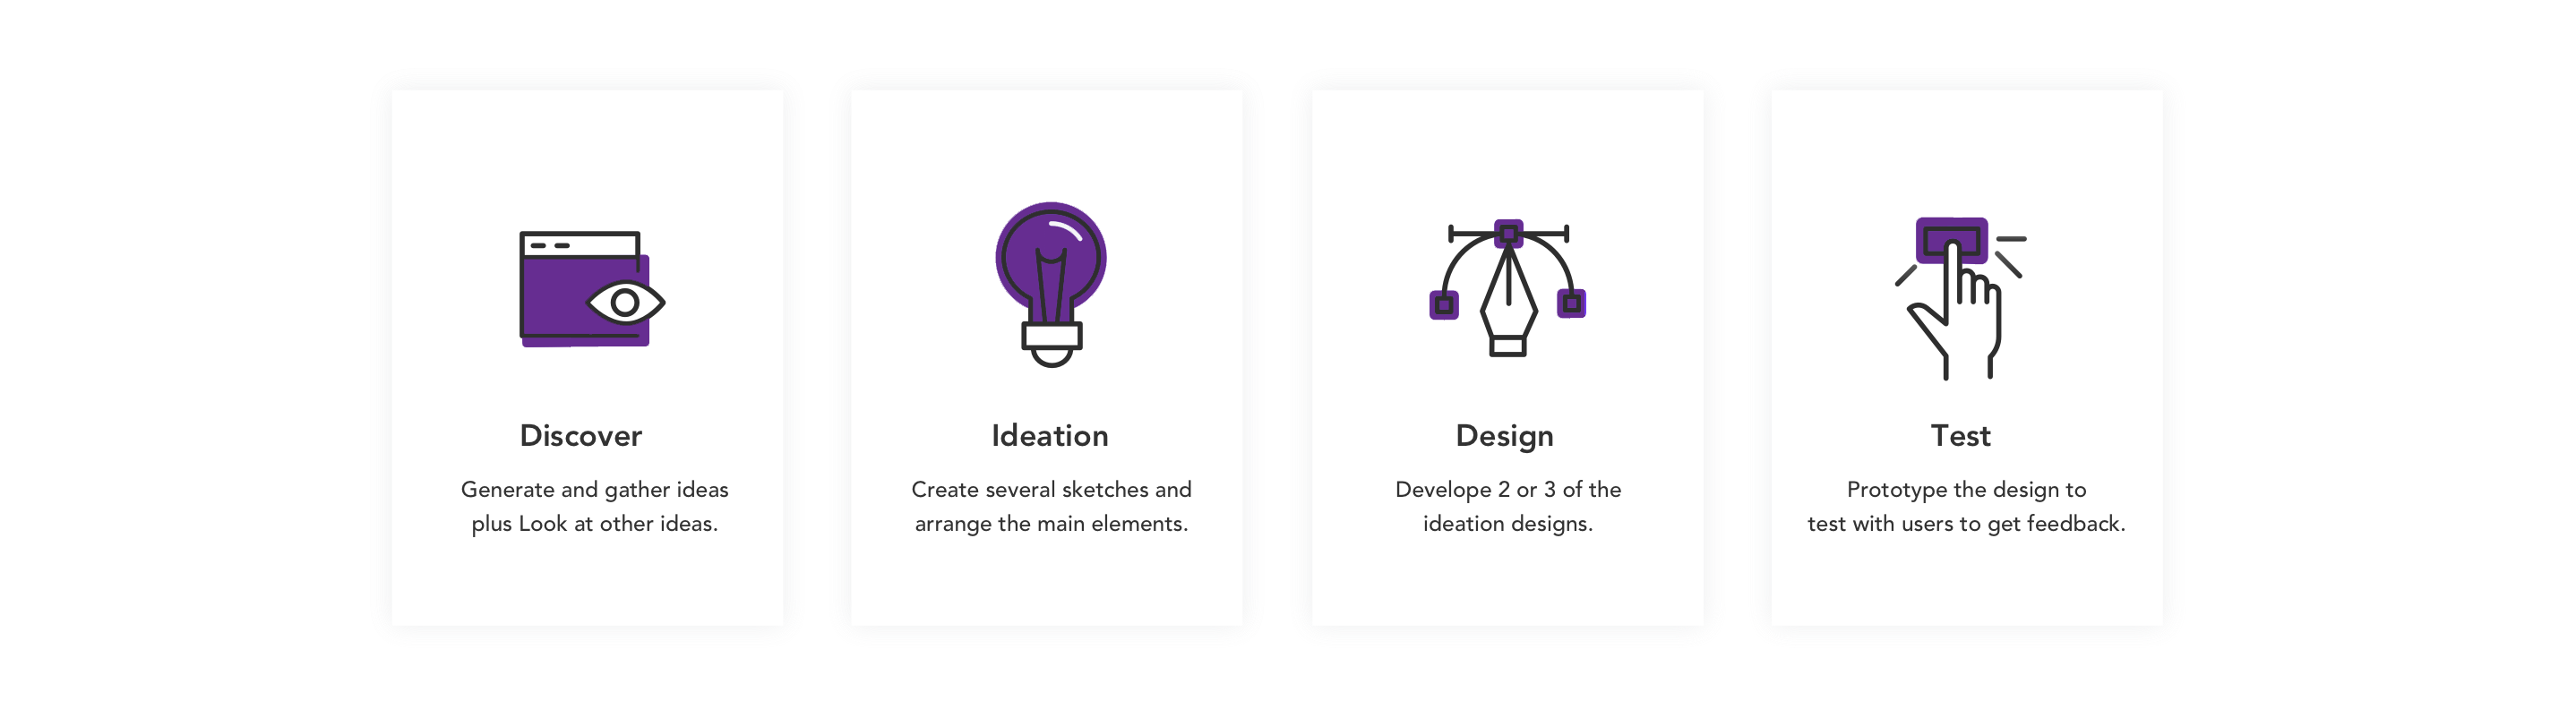 Discover
Generate and gather ideas
plus Look at other ideas.
Ideation
Create several sketches and
arrange the main elements.
Design
Develope 2 or 3 of the
ideation designs.
Test
Prototype the design to
test with users to get feedback.